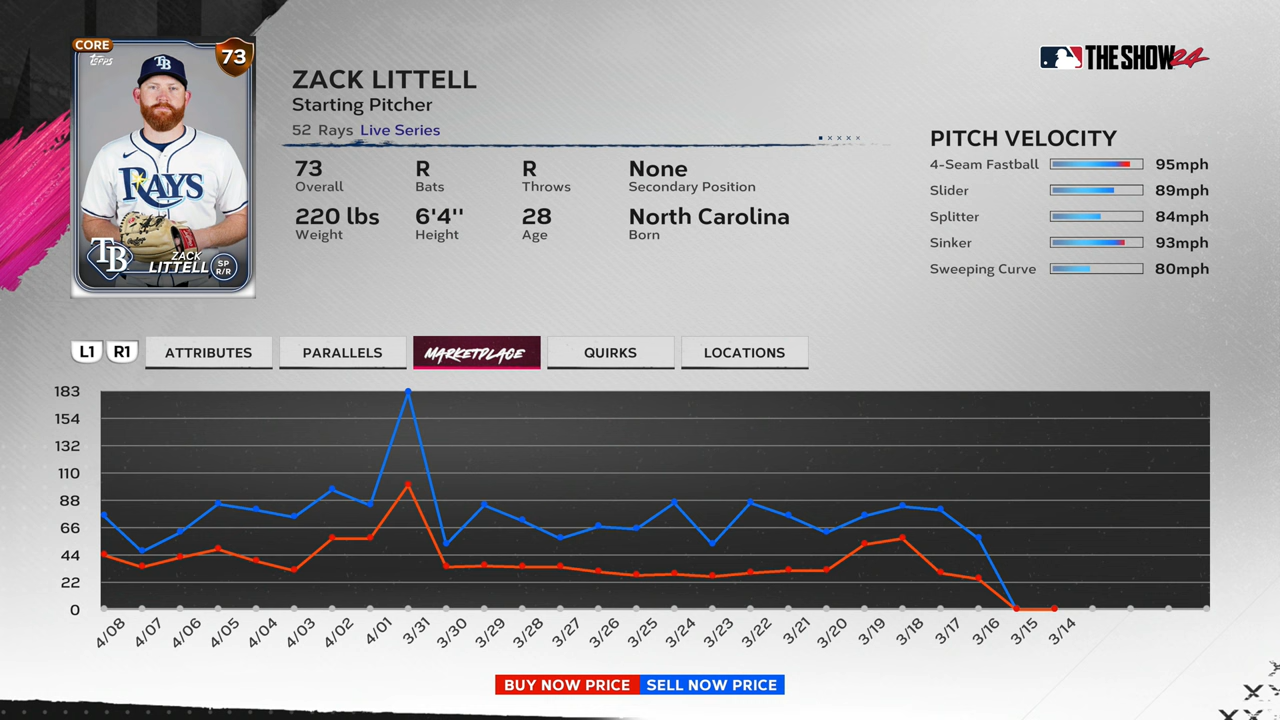 CORE
Topps
73
TB
RAYS
TB
ZACK
LITTELL
SP
R/R
ZACK LITTELL
Starting Pitcher
52 Rays Live Series
73
Overall
R
Bats
R
Throws
None
Secondary Position
220 lbs
Weight
6'4''
Height
28
Age
North Carolina
Born
THE SHOW 24
PITCH VELOCITY
4-Seam Fastball 95mph
Slider 89mph
Splitter 84mph
Sinker 93mph
Sweeping Curve 80mph
L1 R1 ATTRIBUTES PARALLELS MARKETPLACE QUIRKS LOCATIONS
183
154
132
110
88
66
44
22
0
4/08 4/07 4/06 4/05 4/04 4/03 4/02 4/01 3/31 3/30 3/29 3/28 3/27 3/26 3/25 3/24 3/23 3/22 3/21 3/20 3/19 3/18 3/17 3/16 3/15 3/14
BUY NOW PRICE SELL NOW PRICE